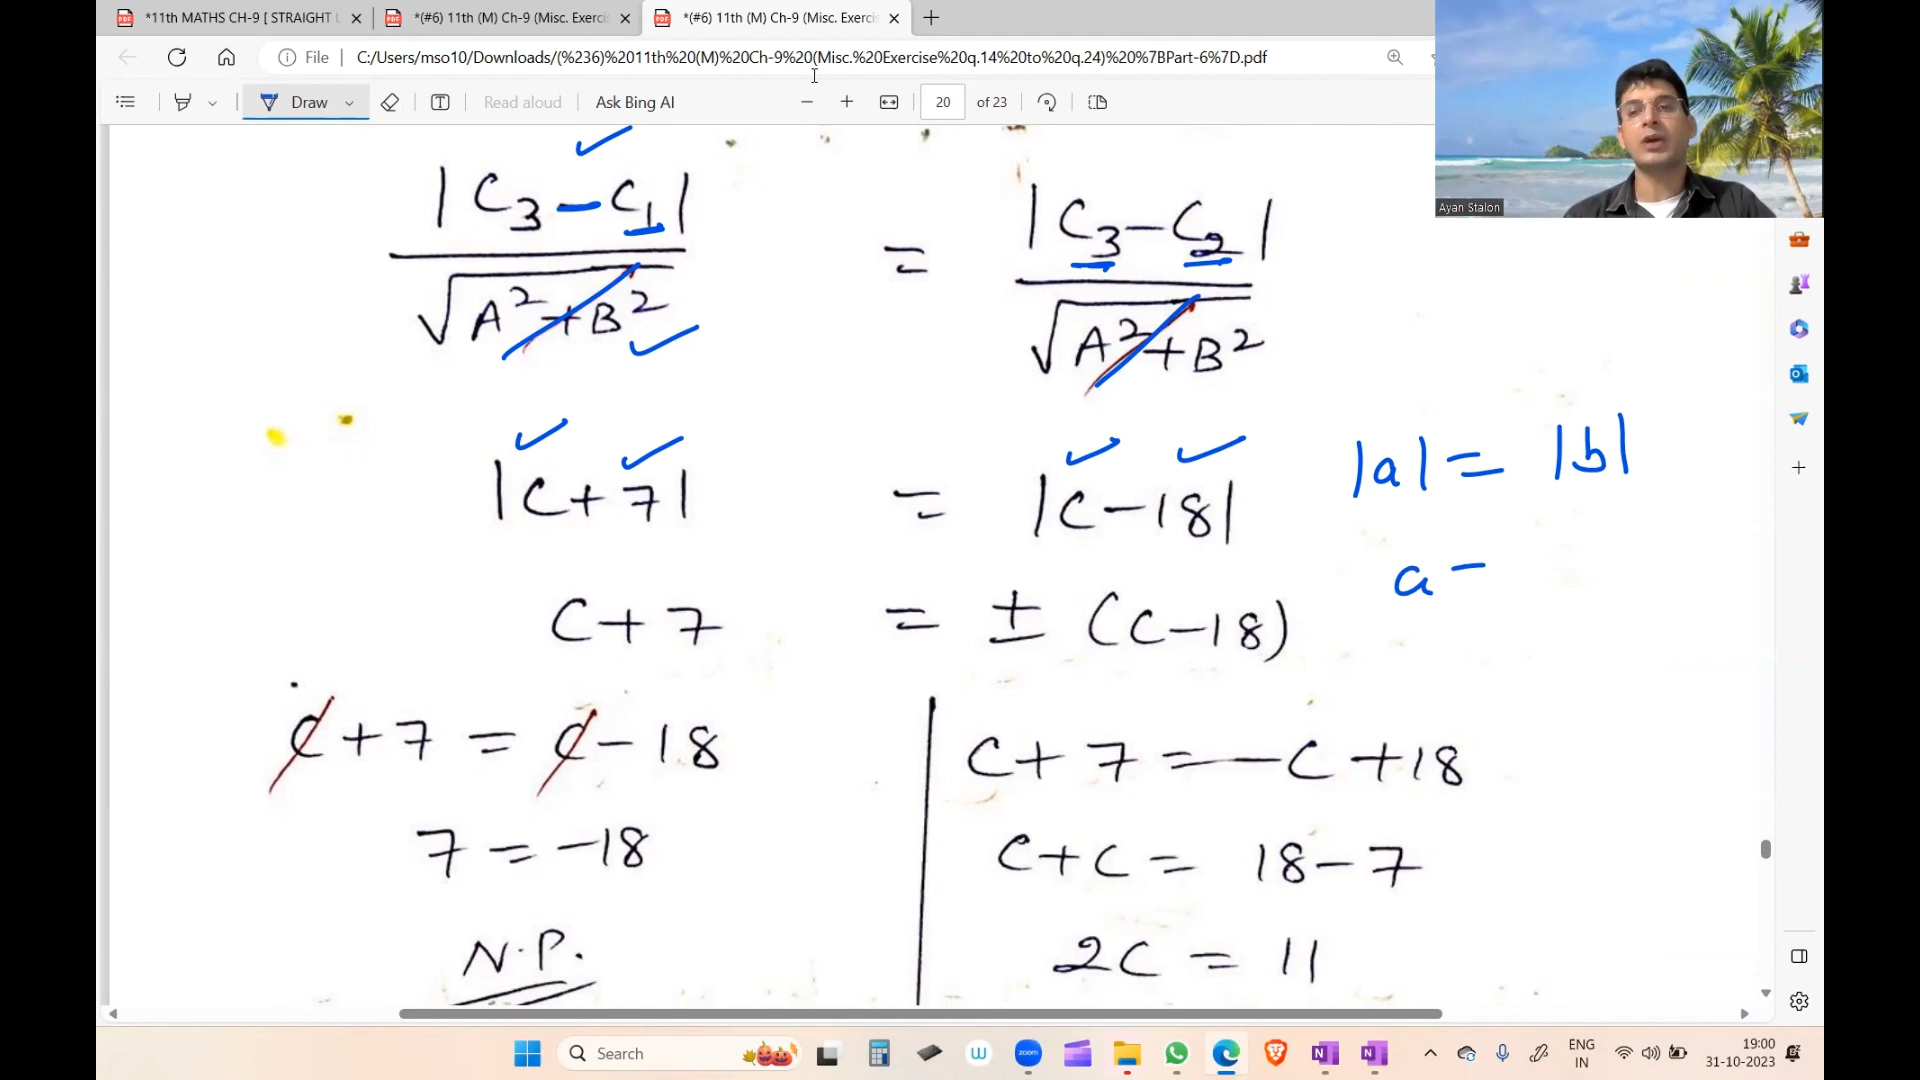 *11th MATHS CH-9 [ STRAIGHT L
*(#6) 11th (M) Ch-9 (Misc. Exercis
*(#6) 11th (M) Ch-9 (Misc. Exercis
File C:/Users/mso10/Downloads/(%236)%2011th%20(M)%20Ch-9%20(Misc.%20Exercise%20q.14%20to%20q.24)%20%7BPart-6%7D.pdf
Draw Read aloud Ask Bing AI 20 of 23
Ayan Stalon
|C₃-C₁| / √A²+B² = |C₃-C₂| / √A²+B²
|C+7| = |C-18| |a| = |b|
a =
C+7 = ± (C-18)
C+7 = C-18 C+7 = -C+18
7 = -18 C+C = 18-7
N.P. 2C = 11
Search zoom ENG 19:00
IN 31-10-2023